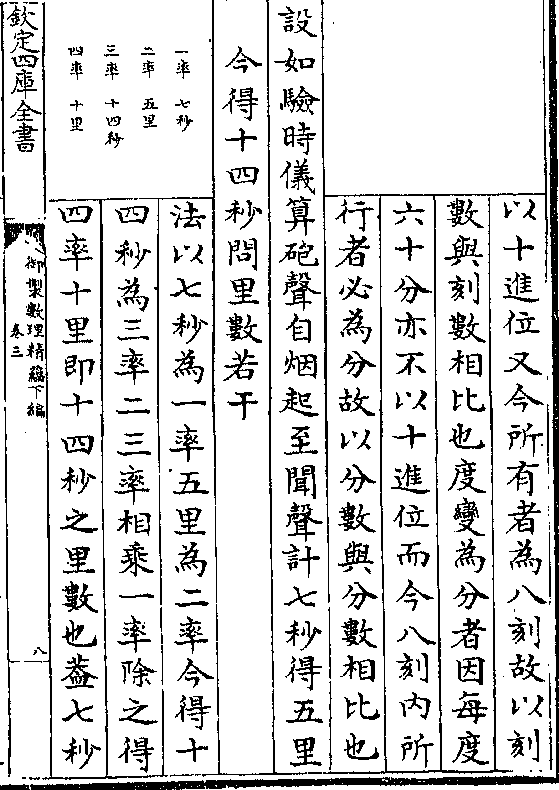 以十進位又今所有者為八刻故以刻
數與刻數相比也度變為分者因每度
六十分亦不以十進位而今八刻内所
行者必為分故以分數與分數相比也
設如驗時儀算砲聲自烟起至聞聲計七秒得五里
今得十四秒問里數若干
一率 七秒
二率 五里
三率 十四秒
四率 十里
法以七秒為一率五里為二率今得十
四秒為三率二三率相乘一率除之得
四率十里即十四秒之里數也蓋七秒
欽定四庫全書
御製數理精蘊下編
卷三
八